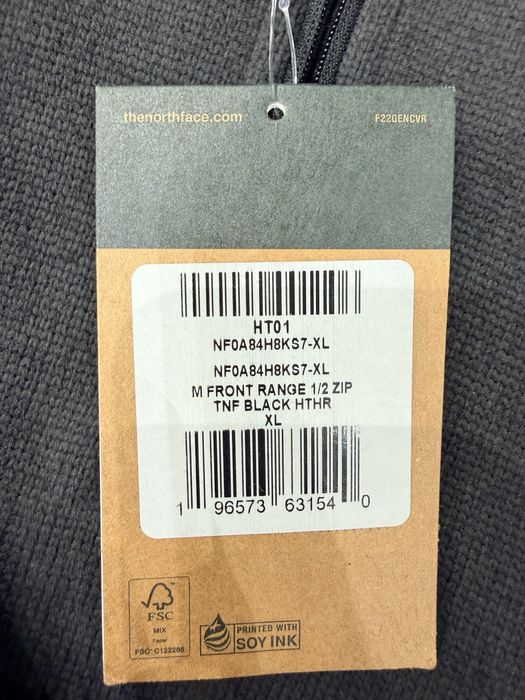 thenorthface.com F22GENCVR
HT01
NF0A84H8KS7-XL
NF0A84H8KS7-XL
M FRONT RANGE 1/2 ZIP
TNF BLACK HTHR
XL
1 96573 63154 0
FSC
MIX
Paper
FSC® C122266
PRINTED WITH
SOY INK